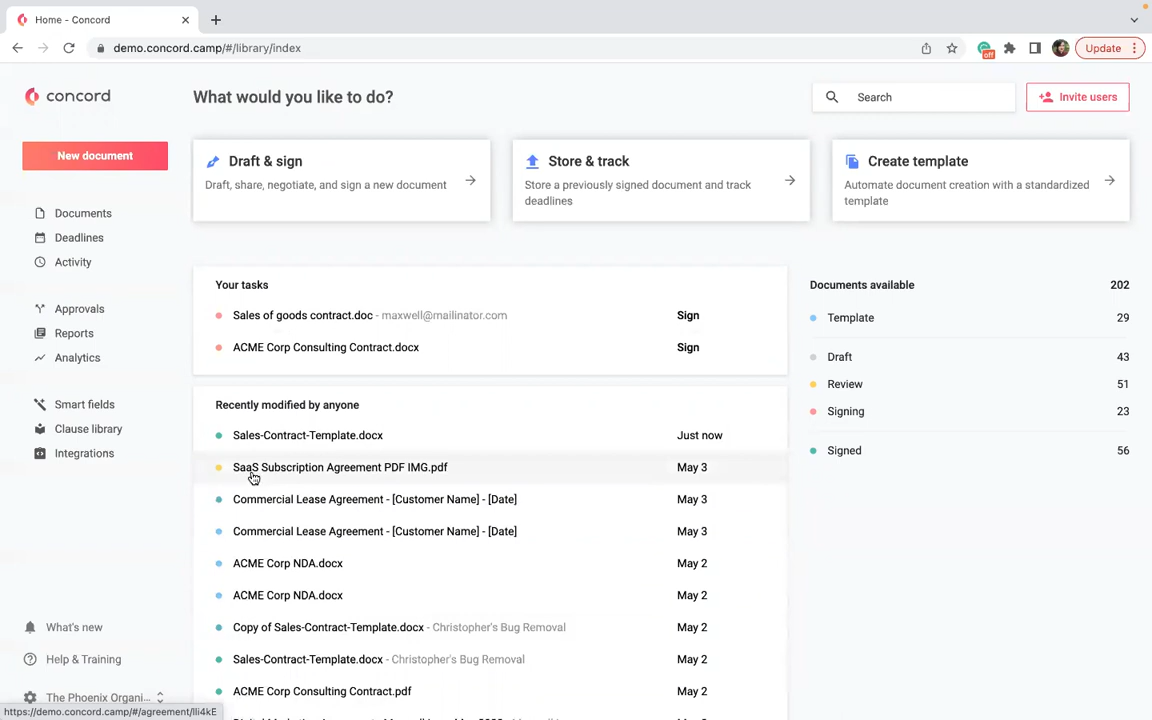 Home - Concord
demo.concord.camp/#/library/index
off
Update
concord
What would you like to do?
Search
Invite users
New document
Draft & sign
Draft, share, negotiate, and sign a new document
Store & track
Store a previously signed document and track
deadlines
Create template
Automate document creation with a standardized
template
Documents
Deadlines
Activity
Approvals
Reports
Analytics
Smart fields
Clause library
Integrations
Your tasks
Sales of goods contract.doc - maxwell@mailinator.com Sign
ACME Corp Consulting Contract.docx Sign
Recently modified by anyone
Sales-Contract-Template.docx Just now
SaaS Subscription Agreement PDF IMG.pdf May 3
Commercial Lease Agreement - [Customer Name] - [Date] May 3
Commercial Lease Agreement - [Customer Name] - [Date] May 3
ACME Corp NDA.docx May 2
ACME Corp NDA.docx May 2
Copy of Sales-Contract-Template.docx - Christopher's Bug Removal May 2
Sales-Contract-Template.docx - Christopher's Bug Removal May 2
ACME Corp Consulting Contract.pdf May 2
Documents available 202
Template 29
Draft 43
Review 51
Signing 23
Signed 56
What's new
Help & Training
The Phoenix Organi...
https://demo.concord.camp/#/agreement/lli4kE